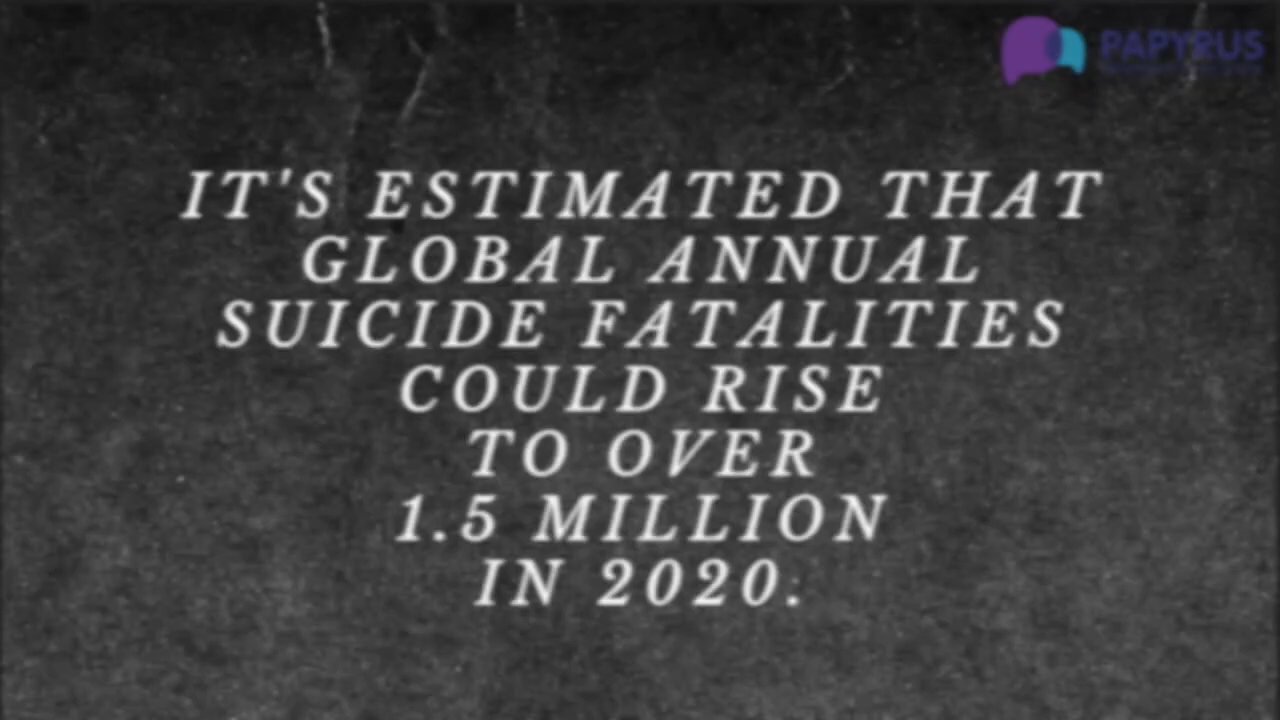 PAPYRUS
IT'S ESTIMATED THAT
GLOBAL ANNUAL
SUICIDE FATALITIES
COULD RISE
TO OVER
1.5 MILLION
IN 2020.